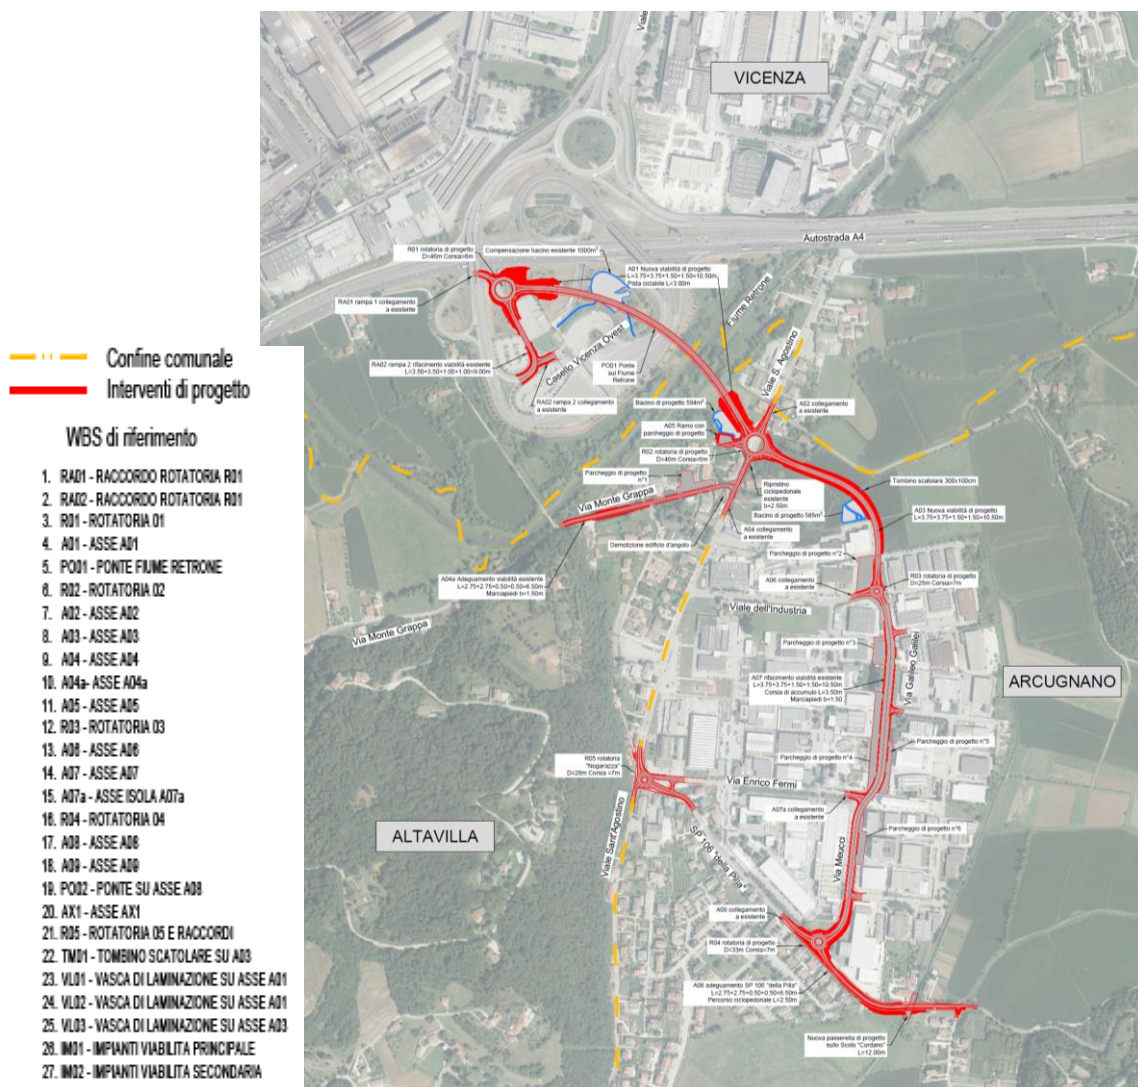 Confine comunale
Interventi di progetto
WBS di riferimento
1. RA01 - RACCORDO ROTATORIA R01
2. RA02 - RACCORDO ROTATORIA R01
3. R01 - ROTATORIA 01
4. A01 - ASSE A01
5. PO01 - PONTE FIUME RETRONE
6. R02 - ROTATORIA 02
7. A02 - ASSE A02
8. A03 - ASSE A03
9. A04 - ASSE A04
10. A04a- ASSE A04a
11. A05 - ASSE A05
12. R03 - ROTATORIA 03
13. A06 - ASSE A06
14. A07 - ASSE A07
15. A07a - ASSE ISOLA A07a
16. R04 - ROTATORIA 04
17. A08 - ASSE A08
18. A09 - ASSE A09
19. PO02 - PONTE SU ASSE A08
20. AX1 - ASSE AX1
21. R05 - ROTATORIA 05 E RACCORDI
22. TM01 - TOMBINO SCATOLARE SU A03
23. VL01 - VASCA DI LAMINAZIONE SU ASSE A01
24. VL02 - VASCA DI LAMINAZIONE SU ASSE A01
25. VL03 - VASCA DI LAMINAZIONE SU ASSE A03
26. IM01 - IMPIANTI VIABILITA PRINCIPALE
27. IM02 - IMPIANTI VIABILITA SECONDARIA
Viale
VICENZA
Autostrada A4
R01 rotatoria di progetto
D=46m Corsia=6m
Compensazione bacino existente 1000m²
A01 Nuova viabilità di progetto
L=3.75+3.75+1.50+1.50=10.50m
Pista ciclabile L=3.00m
RA01 rampa 1 collegamento
a esistente
Fiume Retrone
Viale S. Agostino
Casello Vicenza Ovest
RA02 rampa 2 rifacimento viabilità esistente
L=3.50+3.50+1.00+1.00=9.00m
PO01 Ponte
sul Fiume
Retrone
RA02 rampa 2 collegamento
a esistente
A02 collegamento
a esistente
Bacino di progetto 594m²
A05 Ramo con
parcheggio di progetto
R02 rotatoria di progetto
D=46m Corsia=6m
Parcheggio di progetto
n°1
Ripristino
ciclopedonale
esistente
b=2.50m
Tombino scatolare 300x100cm
Via Monte Grappa
Bacino di progetto 585m²
A03 Nuova viabilità di progetto
L=3.75+3.75+1.50+1.50=10.50m
A04 collegamento
a esistente
Demolizione edificio d'angolo
Parcheggio di progetto n°2
A04a Adeguamento viabilità esistente
L=2.75+2.75+0.50+0.50=6.50m
Marciapiedi b=1.50m
A06 collegamento
a esistente
R03 rotatoria di progetto
D=25m Corsia=7m
Viale dell'Industria
Via Monte Grappa
Parcheggio di progetto n°3
Via Galileo Galilei
ARCUGNANO
A07 rifacimento viabilità esistente
L=3.75+3.75+1.50+1.50=10.50m
Corsia di accumulo L=3.50m
Marciapiedi b=1.50
Parcheggio di progetto n°5
Parcheggio di progetto n°4
R05 rotatoria
"Nogarazza"
D=28m Corsia =7m
Via Enrico Fermi
A07a collegamento
a esistente
ALTAVILLA
Viale Sant'Agostino
SP 106 "della Pilla"
Parcheggio di progetto n°6
Via Meucci
A09 collegamento
a esistente
R04 rotatoria di progetto
D=33m Corsia=7m
A08 adeguamento SP 106 "della Pilla"
L=2.75+2.75+0.50+0.50=6.50m
Percorso ciclopedonale L=2.50m
Nuova passerella di progetto
sullo Scolo "Cordano"
L=12.00m